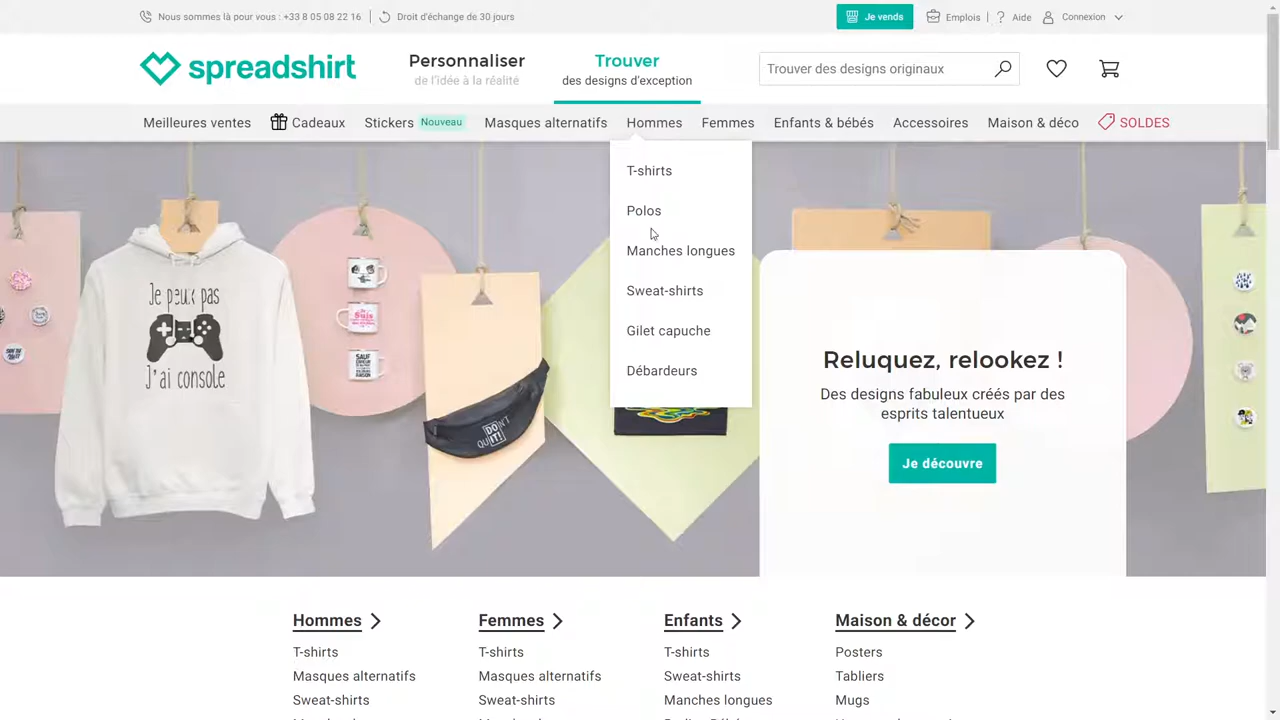 Nous sommes là pour vous : +33 8 05 08 22 16
Droit d'échange de 30 jours
Je vends
Emplois
Aide
Connexion
spreadshirt
Personnaliser
de l'idée à la réalité
Trouver
des designs d'exception
Trouver des designs originaux
Meilleures ventes
Cadeaux
Stickers Nouveau
Masques alternatifs
Hommes
Femmes
Enfants & bébés
Accessoires
Maison & déco
SOLDES
T-shirts
Polos
Manches longues
Sweat-shirts
Gilet capuche
Débardeurs
Je peux pas
J'ai console
DON'T
QUIT!
Reluquez, relookez !
Des designs fabuleux créés par des
esprits talentueux
Je découvre
Hommes
T-shirts
Masques alternatifs
Sweat-shirts
Femmes
T-shirts
Masques alternatifs
Sweat-shirts
Enfants
T-shirts
Sweat-shirts
Manches longues
Maison & décor
Posters
Tabliers
Mugs